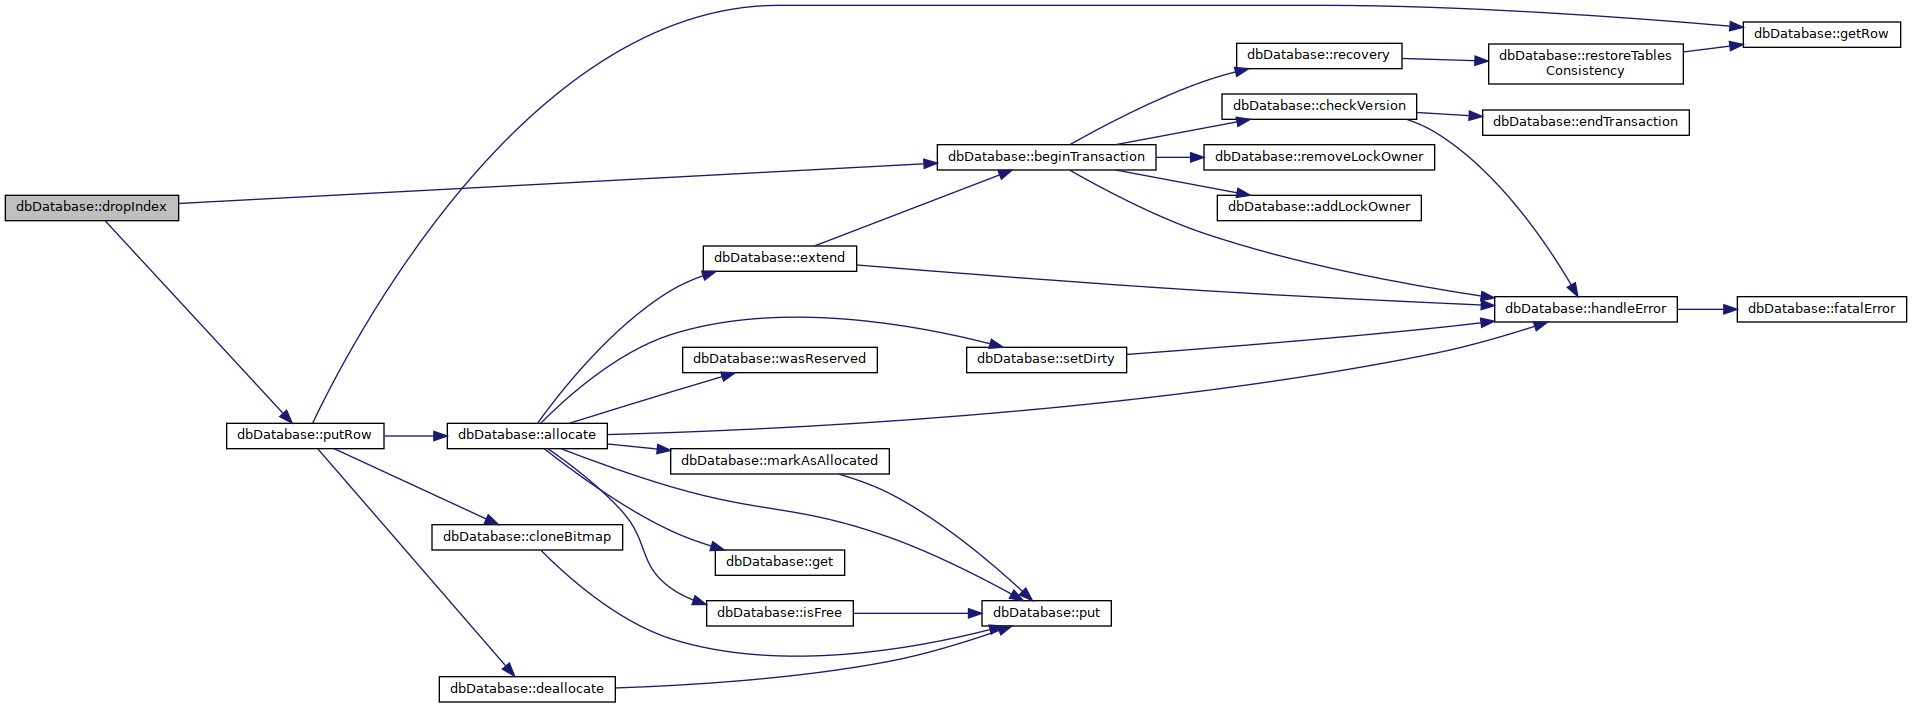 dbDatabase::getRow
dbDatabase::recovery
dbDatabase::restoreTables
Consistency
dbDatabase::checkVersion
dbDatabase::endTransaction
dbDatabase::beginTransaction
dbDatabase::removeLockOwner
dbDatabase::dropIndex
dbDatabase::addLockOwner
dbDatabase::extend
dbDatabase::handleError
dbDatabase::fatalError
dbDatabase::wasReserved
dbDatabase::setDirty
dbDatabase::putRow
dbDatabase::allocate
dbDatabase::markAsAllocated
dbDatabase::cloneBitmap
dbDatabase::get
dbDatabase::isFree
dbDatabase::put
dbDatabase::deallocate